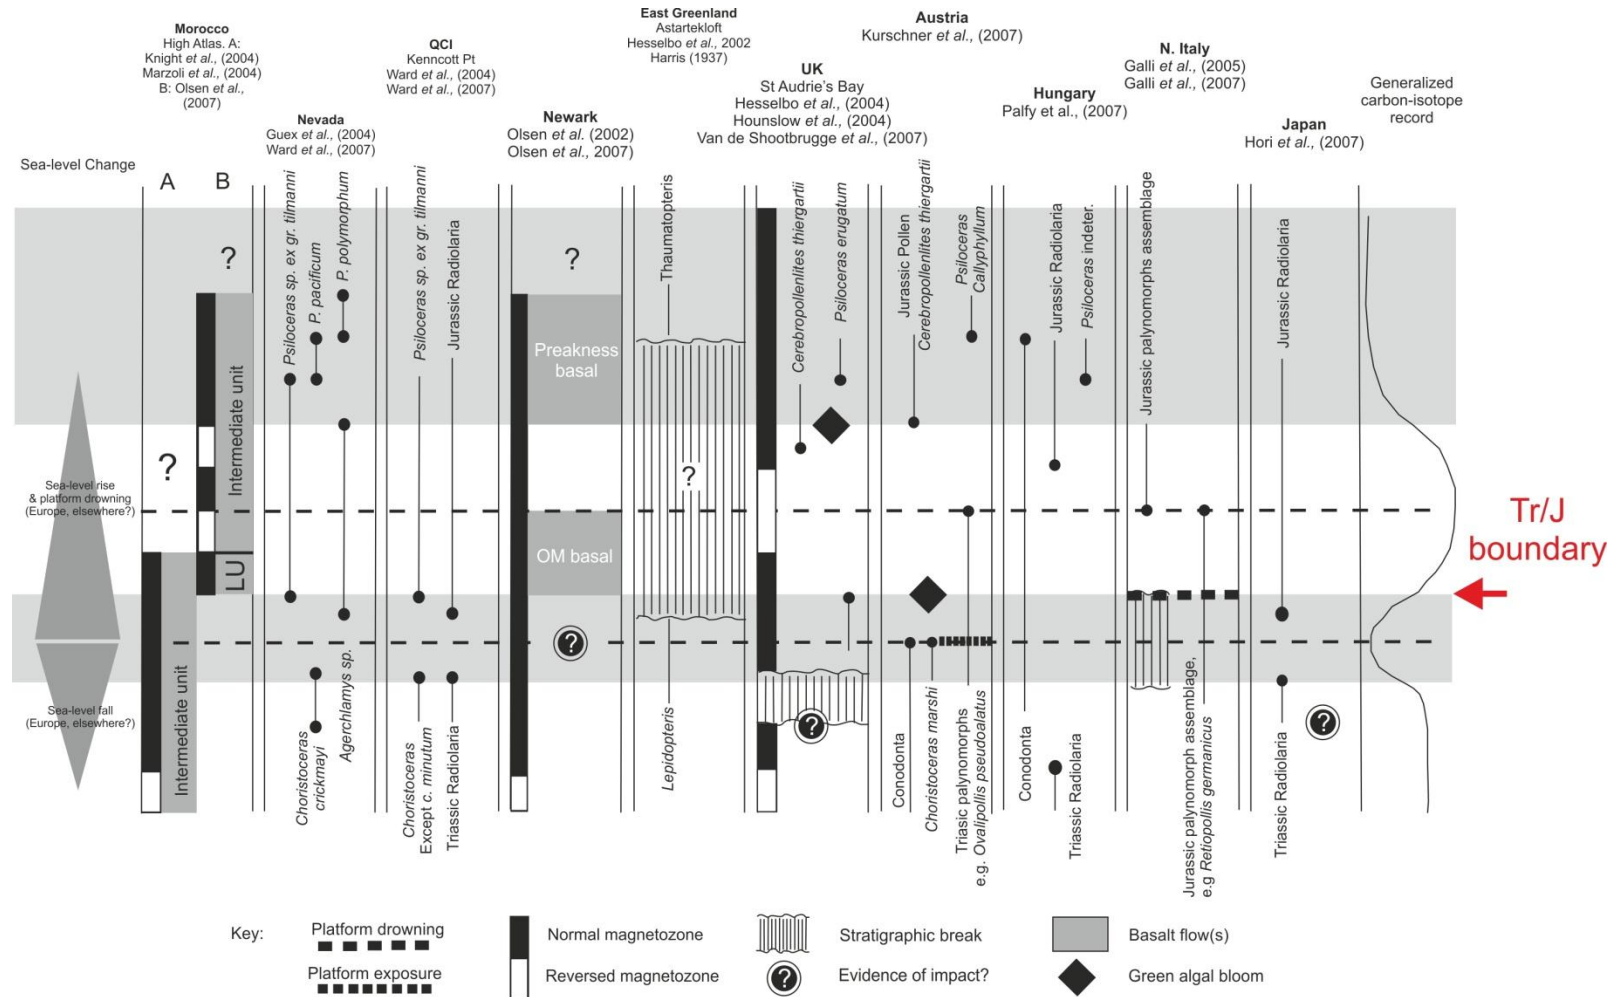 Morocco
High Atlas. A:
Knight et al., (2004)
Marzoli et al., (2004)
B: Olsen et al.,
(2007)
Nevada
Guex et al., (2004)
Ward et al., (2007)
QCI
Kenncott Pt
Ward et al., (2004)
Ward et al., (2007)
Newark
Olsen et al. (2002)
Olsen et al., 2007)
East Greenland
Astartekloft
Hesselbo et al., 2002
Harris (1937)
UK
St Audrie's Bay
Hesselbo et al., (2004)
Hounslow et al., (2004)
Van de Shootbrugge et al., (2007)
Austria
Kurschner et al., (2007)
Hungary
Palfy et al., (2007)
N. Italy
Galli et al., (2005)
Galli et al., (2007)
Japan
Hori et al., (2007)
Generalized
carbon-isotope
record
Sea-level Change
A
B
Sea-level rise
& platform drowning
(Europe, elsewhere?)
Sea-level fall
(Europe, elsewhere?)
?
Intermediate unit
?
Intermediate unit
LU
Psiloceras sp. ex gr. tilmanni
P. pacificum
P. polymorphum
Choristoceras
crickmayi
Agerchlamys sp.
Psiloceras sp. ex gr. tilmanni
Jurassic Radiolaria
Choristoceras
Except c. minutum
Triassic Radiolaria
?
Preakness
basal
OM basal
?
Thaumatopteris
?
Lepidopteris
Cerebropollenlites thiergartii
Psiloceras erugatum
?
Jurassic Pollen
Cerebropollenlites thiergartii
Psiloceras
Callyphyllum
Conodonta
Choristoceras marshi
Triasic palynomorphs
e.g. Ovalipollis pseudoalatus
Jurassic Radiolaria
Psiloceras indeter.
Conodonta
Triassic Radiolaria
Jurassic palynomorphs assemblage
Jurassic palynomorph assemblage,
e.g Retiopollis germanicus
Jurassic Radiolaria
Triassic Radiolaria
?
Tr/J
boundary
Key:
Platform drowning
Platform exposure
Normal magnetozone
Reversed magnetozone
Stratigraphic break
?
Evidence of impact?
Basalt flow(s)
Green algal bloom